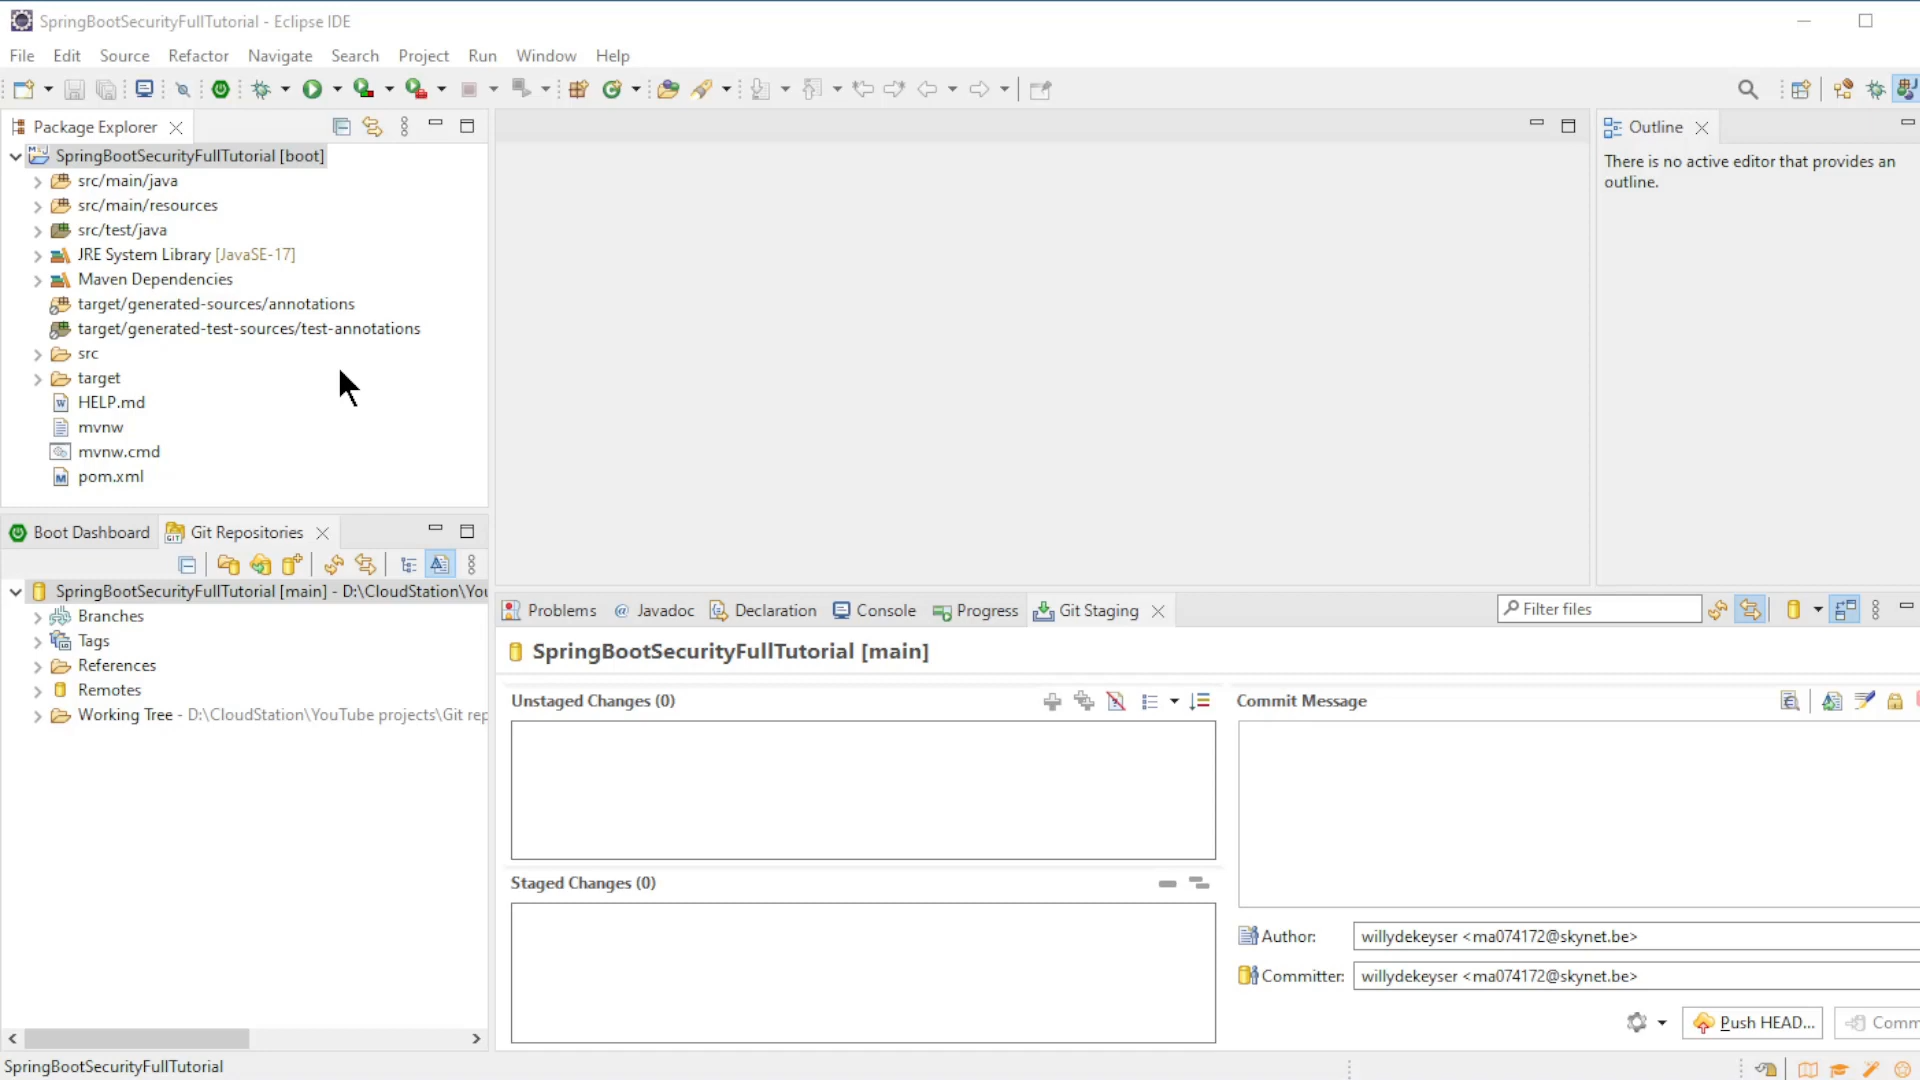 SpringBootSecurityFullTutorial - Eclipse IDE
File Edit Source Refactor Navigate Search Project Run Window Help
Package Explorer
SpringBootSecurityFullTutorial [boot]
src/main/java
src/main/resources
src/test/java
JRE System Library [JavaSE-17]
Maven Dependencies
target/generated-sources/annotations
target/generated-test-sources/test-annotations
src
target
HELP.md
mvnw
mvnw.cmd
pom.xml
Outline
There is no active editor that provides an
outline.
Boot Dashboard Git Repositories
SpringBootSecurityFullTutorial [main] - D:\CloudStation\You
Branches
Tags
References
Remotes
Working Tree - D:\CloudStation\YouTube projects\Git rep
Problems Javadoc Declaration Console Progress Git Staging
Filter files
SpringBootSecurityFullTutorial [main]
Unstaged Changes (0)
Staged Changes (0)
Commit Message
Author: willydekeyser <ma074172@skynet.be>
Committer: willydekeyser <ma074172@skynet.be>
Push HEAD... Comm
SpringBootSecurityFullTutorial